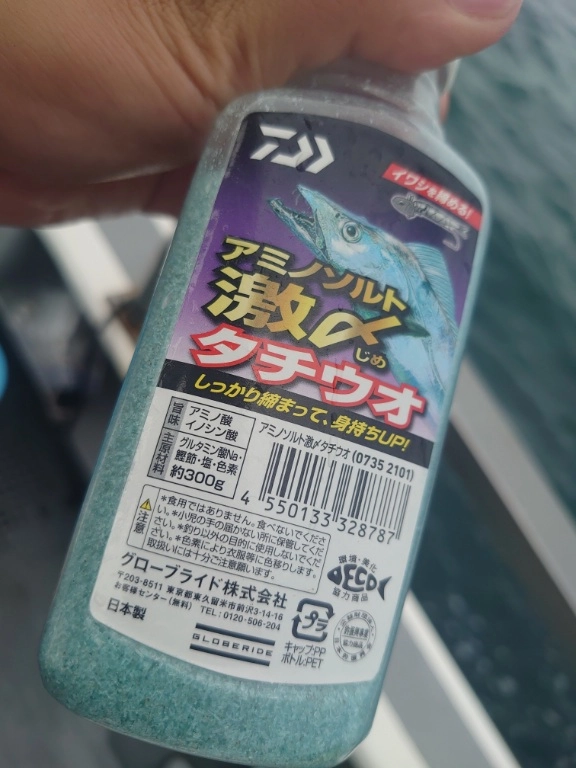 イワシを締める!
アミノソルト
激〆
じめ
タチウオ
しっかり締まって、身持ちUP!
旨味
アミノ酸
イノシン酸
主原材料
グルタミン酸Na・
鰹節・塩・色素
約300g
アミノソルト激〆タチウオ (0735 2101)
4 550133 328787
注意
*食用ではありません。食べないでくださ
い。*小児の手の届かない所に保管してくだ
さい。*釣り以外の目的に使用しないでくだ
さい。*色素により衣服等に色移りします。
取扱いには十分ご注意願います。
グローブライド株式会社
〒203-8511 東京都東久留米市前沢3-14-16
お客様センター(無料) TEL:0120-506-204
日本製
GLOBERIDE
環境・美化
ECO
協力商品
プラ
キャップ:PP
ボトル:PET